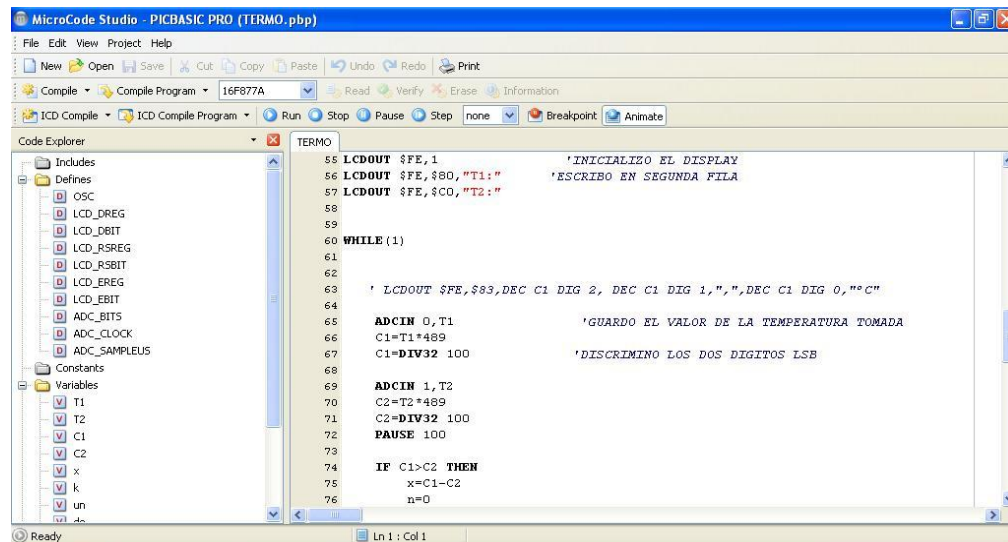 MicroCode Studio - PICBASIC PRO (TERMO.pbp)
File Edit View Project Help
New Open Save Cut Copy Paste Undo Redo Print
Compile Compile Program 16F877A Read Verify Erase Information
ICD Compile ICD Compile Program Run Stop Pause Step none Breakpoint Animate
Code Explorer
Includes
Defines
OSC
LCD_DREG
LCD_DBIT
LCD_RSREG
LCD_RSBIT
LCD_EREG
LCD_EBIT
ADC_BITS
ADC_CLOCK
ADC_SAMPLEUS
Constants
Variables
T1
T2
C1
C2
x
k
un
TERMO
55 LCDOUT $FE,1 'INICIALIZO EL DISPLAY
56 LCDOUT $FE,$80,"T1:" 'ESCRIBO EN SEGUNDA FILA
57 LCDOUT $FE,$C0,"T2:"
58
59
60 WHILE(1)
61
62
63 ' LCDOUT $FE,$83,DEC C1 DIG 2, DEC C1 DIG 1,",",DEC C1 DIG 0,"ºC"
64
65 ADCIN 0,T1 'GUARDO EL VALOR DE LA TEMPERATURA TOMADA
66 C1=T1*489
67 C1=DIV32 100 'DISCRIMINO LOS DOS DIGITOS LSB
68
69 ADCIN 1,T2
70 C2=T2*489
71 C2=DIV32 100
72 PAUSE 100
73
74 IF C1>C2 THEN
75 x=C1-C2
76 n=0
Ready Ln 1 : Col 1